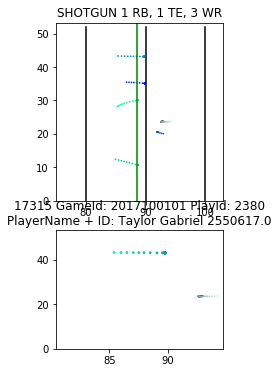 SHOTGUN 1 RB, 1 TE, 3 WR
50
40
30
20
10
0
80 90 100
17315 GameId: 2017100101 PlayId: 2380
PlayerName + ID: Taylor Gabriel 2550617.0
40
20
0
85 90